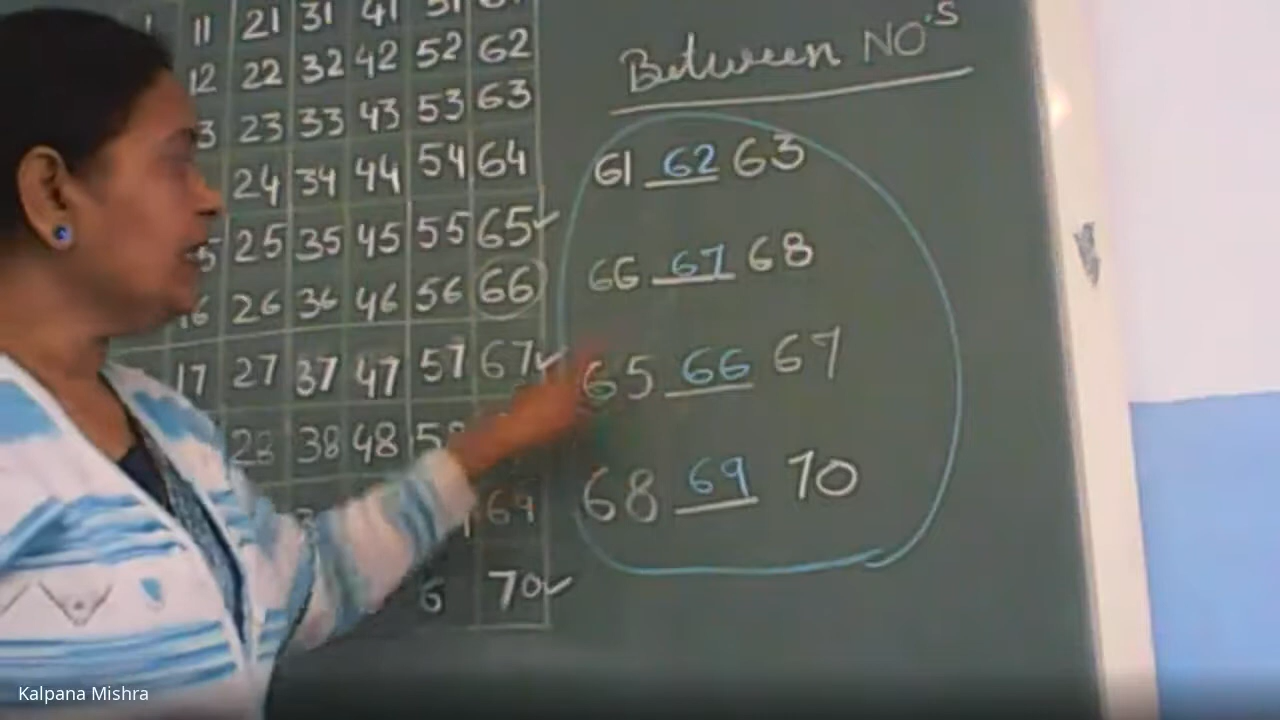 11 21 31 41 51
12 22 32 42 52 62
3 23 33 43 53 63
24 34 44 54 64
5 25 35 45 55 65
16 26 36 46 56 66
17 27 37 47 57 67
28 38 48 58
69
6 70
Between NO'S
61 62 63
66 67 68
65 66 67
68 69 70
Kalpana Mishra